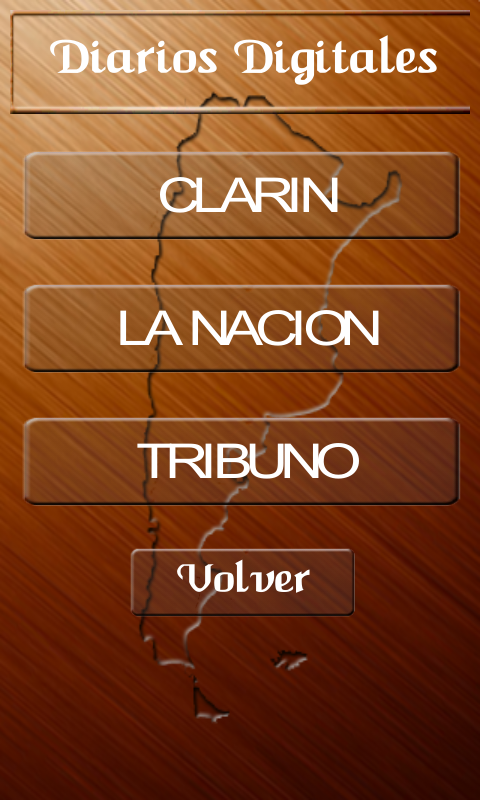 Diarios Digitales
CLARIN
LA NACION
TRIBUNO
Volver